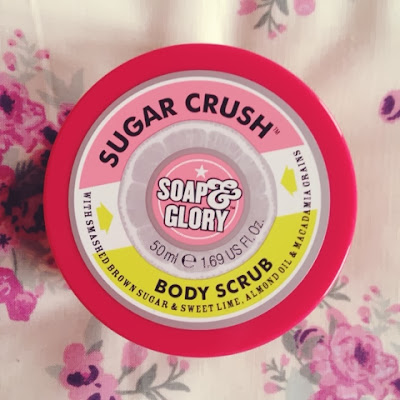 SUGAR CRUSH™
SOAP&
GLORY
50ml ℮ 1.69 US Fl.Oz.
BODY SCRUB
WITH SMASHED BROWN SUGAR & SWEET LIME, ALMOND OIL & MACADAMIA GRAINS